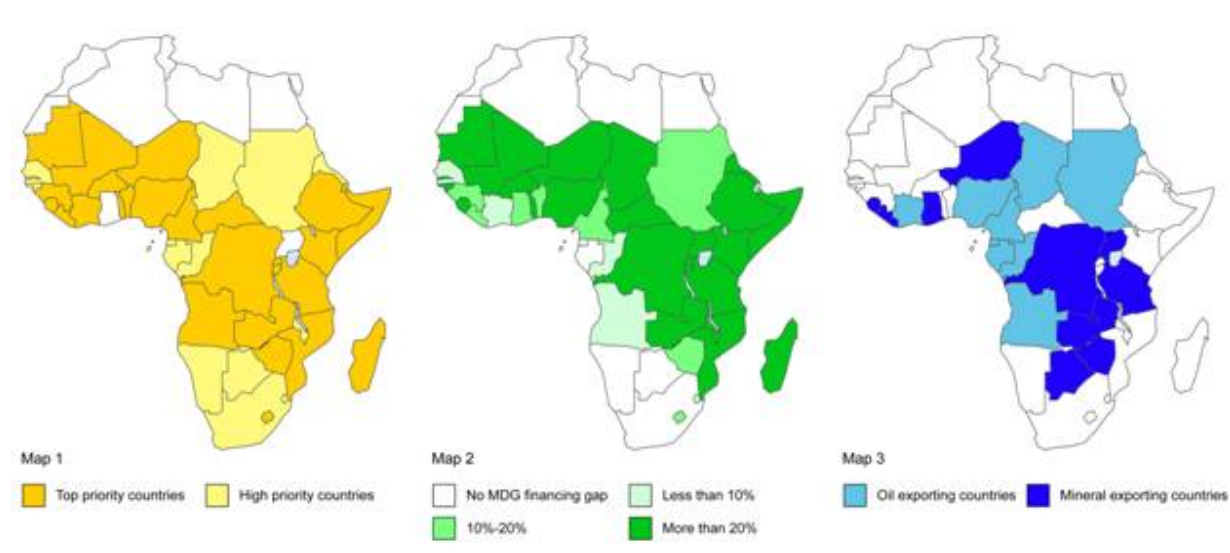 Map 1
Top priority countries
High priority countries
Map 2
No MDG financing gap
Less than 10%
10%-20%
More than 20%
Map 3
Oil exporting countries
Mineral exporting countries